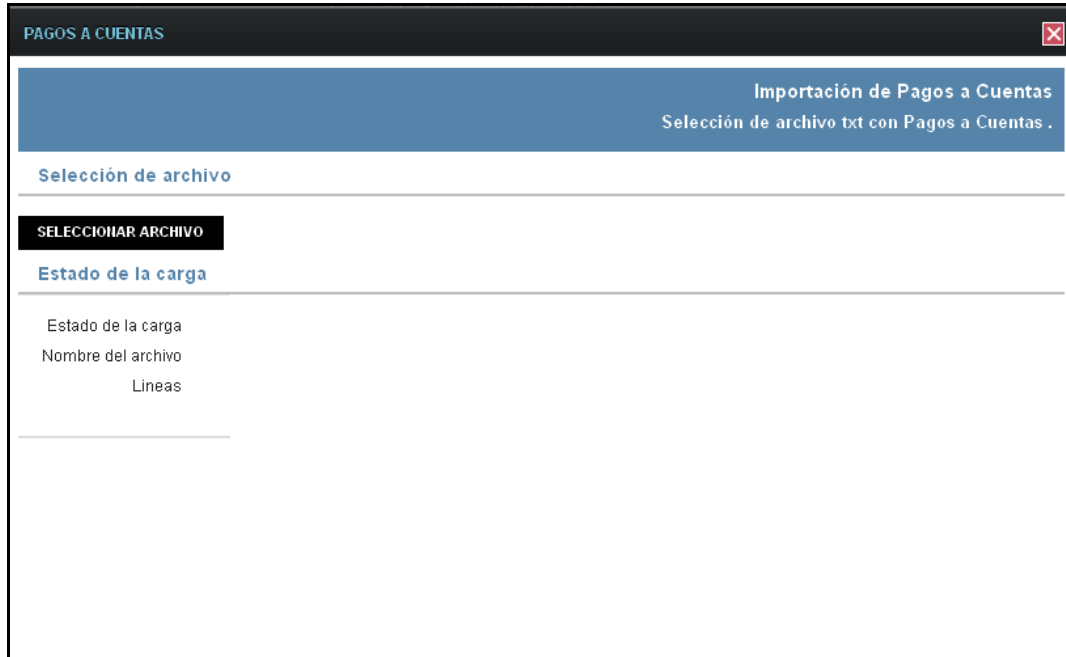 PAGOS A CUENTAS
Importación de Pagos a Cuentas
Selección de archivo txt con Pagos a Cuentas .
Selección de archivo
SELECCIONAR ARCHIVO
Estado de la carga
Estado de la carga
Nombre del archivo
Lineas